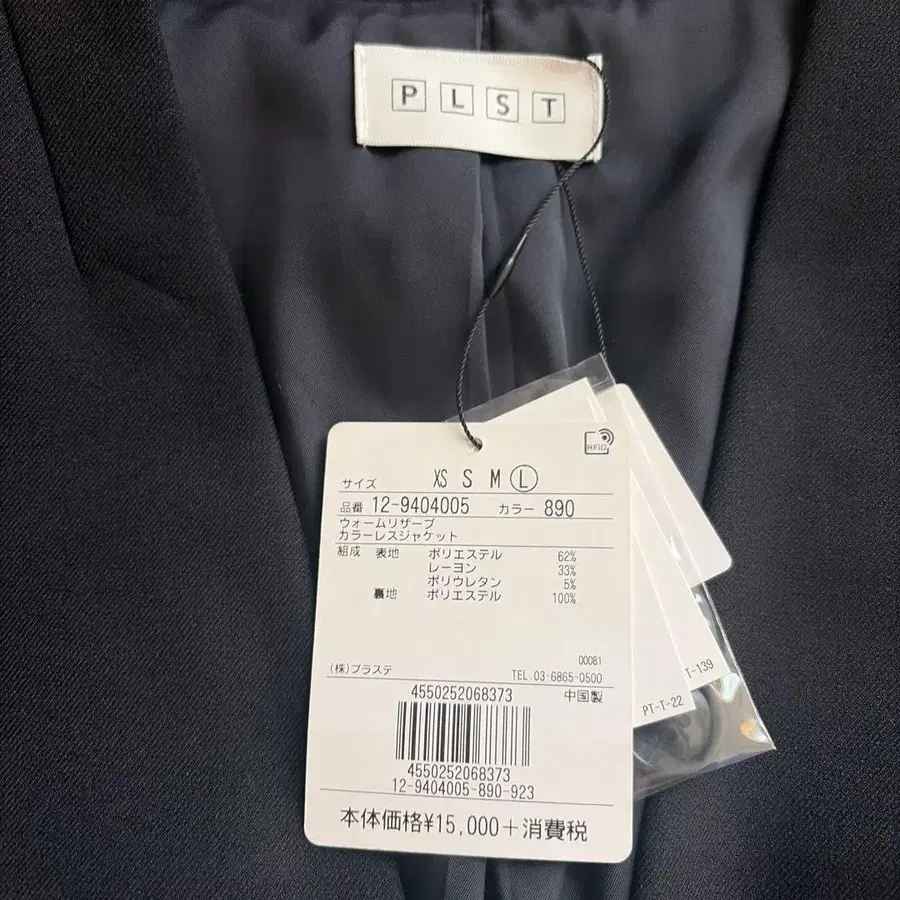 PLST
RFID
サイズ XS S M L
品番 12-9404005 カラー 890
ウォームリザーブ
カラーレスジャケット
組成 表地 ポリエステル 62%
レーヨン 33%
ポリウレタン 5%
裏地 ポリエステル 100%
00081
(株)プラステ TEL.03-6865-0500
4550252068373 中国製
4550252068373
12-9404005-890-923
本体価格¥15,000+消費税
T-139
PT-T-22